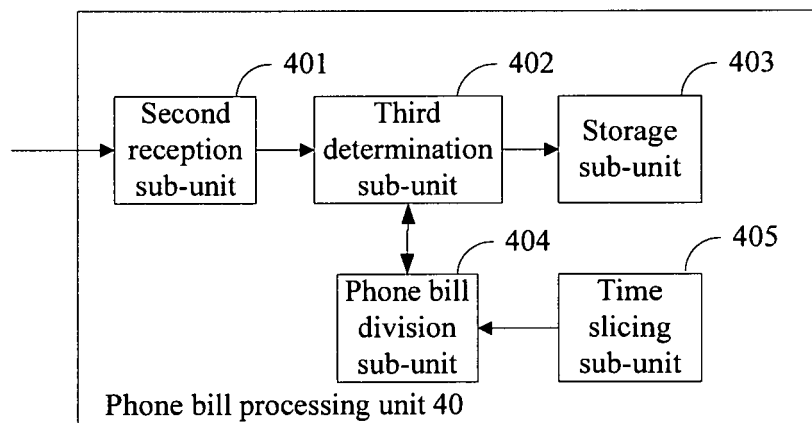 401
402
403
Second
reception
sub-unit
Third
determination
sub-unit
Storage
sub-unit
404
405
Phone bill
division
sub-unit
Time
slicing
sub-unit
Phone bill processing unit 40